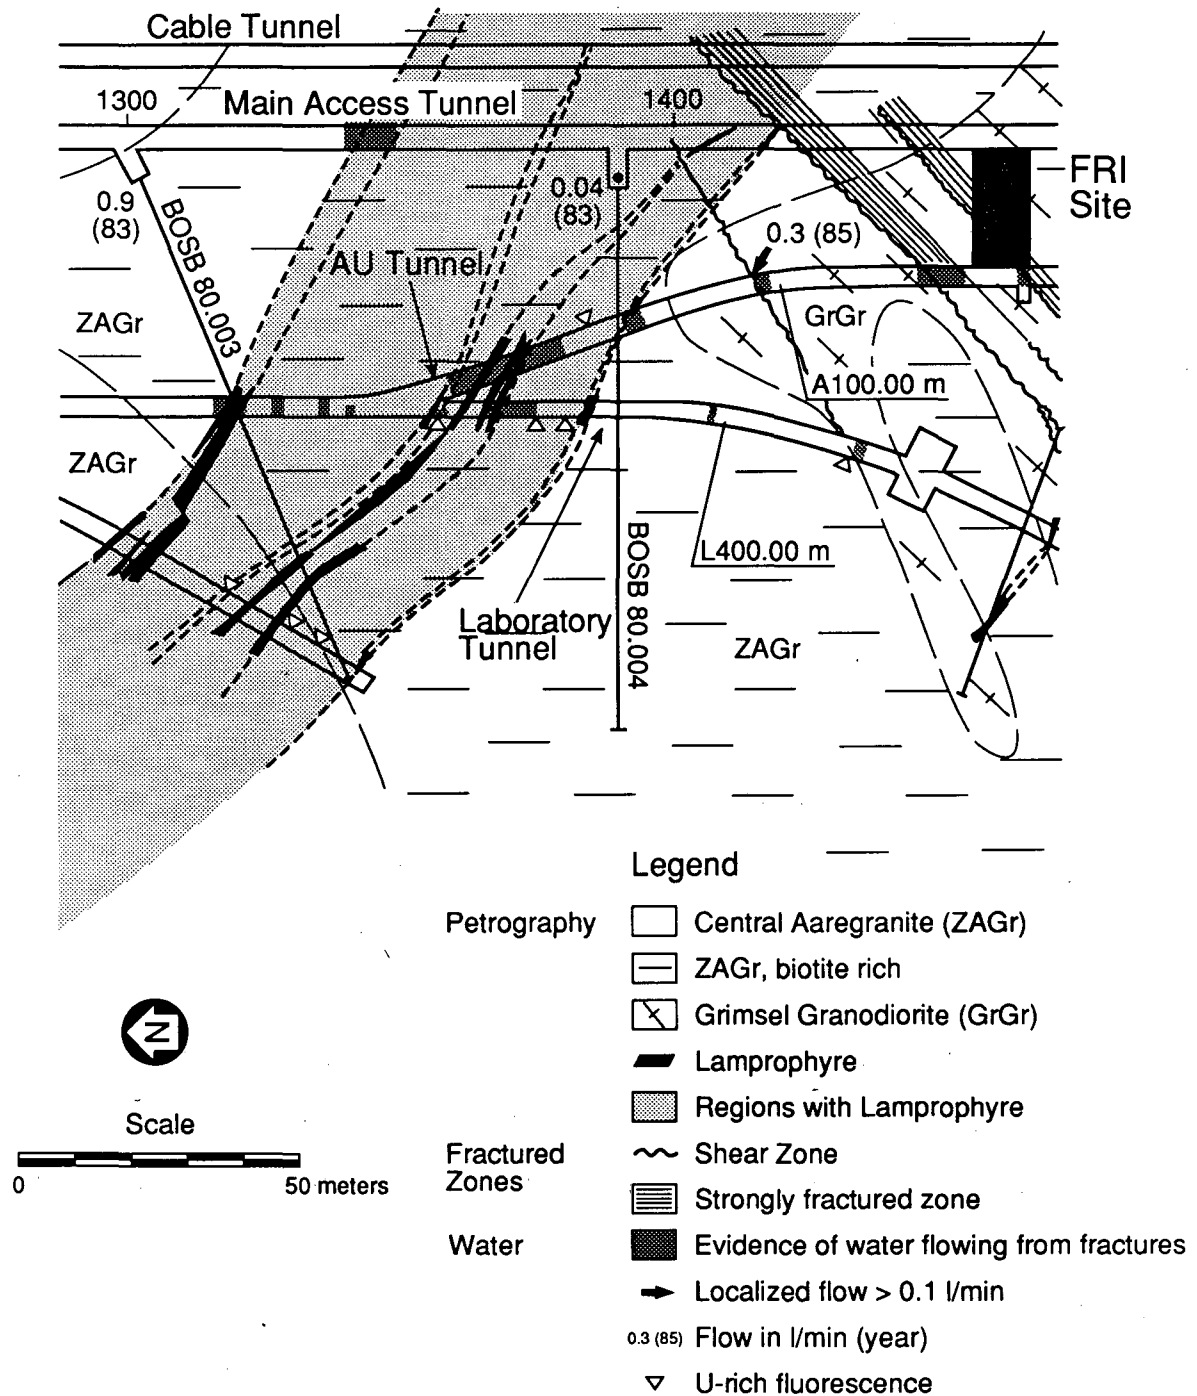 Cable Tunnel
1300
Main Access Tunnel
1400
FRI
Site
0.9
(83)
0.04
(83)
BOSB 80.003
0.3 (85)
AU Tunnel
ZAGr
GrGr
A100.00 m
ZAGr
L400.00 m
BOSB 80.004
Laboratory
Tunnel
ZAGr
Legend
Petrography
Central Aaregranite (ZAGr)
ZAGr, biotite rich
Grimsel Granodiorite (GrGr)
N
Lamprophyre
Regions with Lamprophyre
Scale
0
50 meters
Fractured
Zones
Shear Zone
Strongly fractured zone
Water
Evidence of water flowing from fractures
Localized flow > 0.1 l/min
0.3 (85) Flow in l/min (year)
U-rich fluorescence